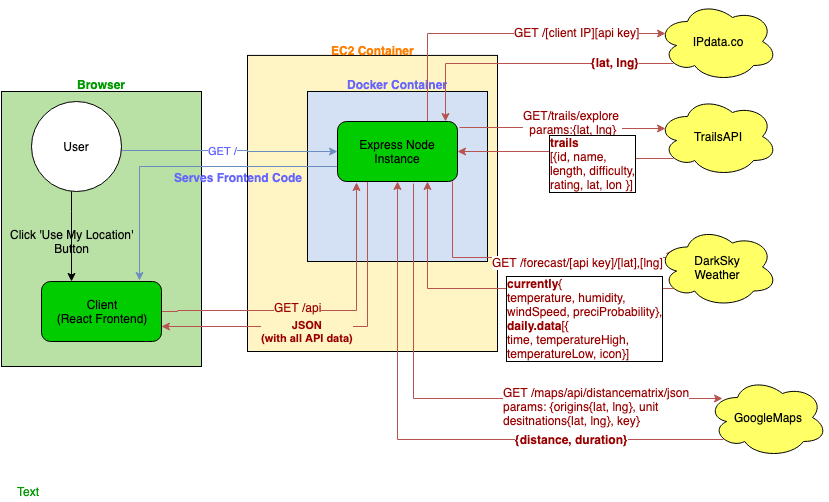 GET /[client IP][api key]
IPdata.co
EC2 Container
{lat, lng}
Browser
Docker Container
GET/trails/explore
params:{lat, lng}
TrailsAPI
User
Express Node
Instance
trails
[{id, name,
length, difficulty,
rating, lat, lon }]
GET /
Serves Frontend Code
Click 'Use My Location'
Button
GET /forecast/[api key]/[lat],[lng]
DarkSky
Weather
currently{
temperature, humidity,
windSpeed, preciProbability},
daily.data[{
time, temperatureHigh,
temperatureLow, icon}]
Client
(React Frontend)
GET /api
JSON
(with all API data)
GET /maps/api/distancematrix/json
params: {origins{lat, lng}, unit
desitnations{lat, lng}, key}
GoogleMaps
{distance, duration}
Text